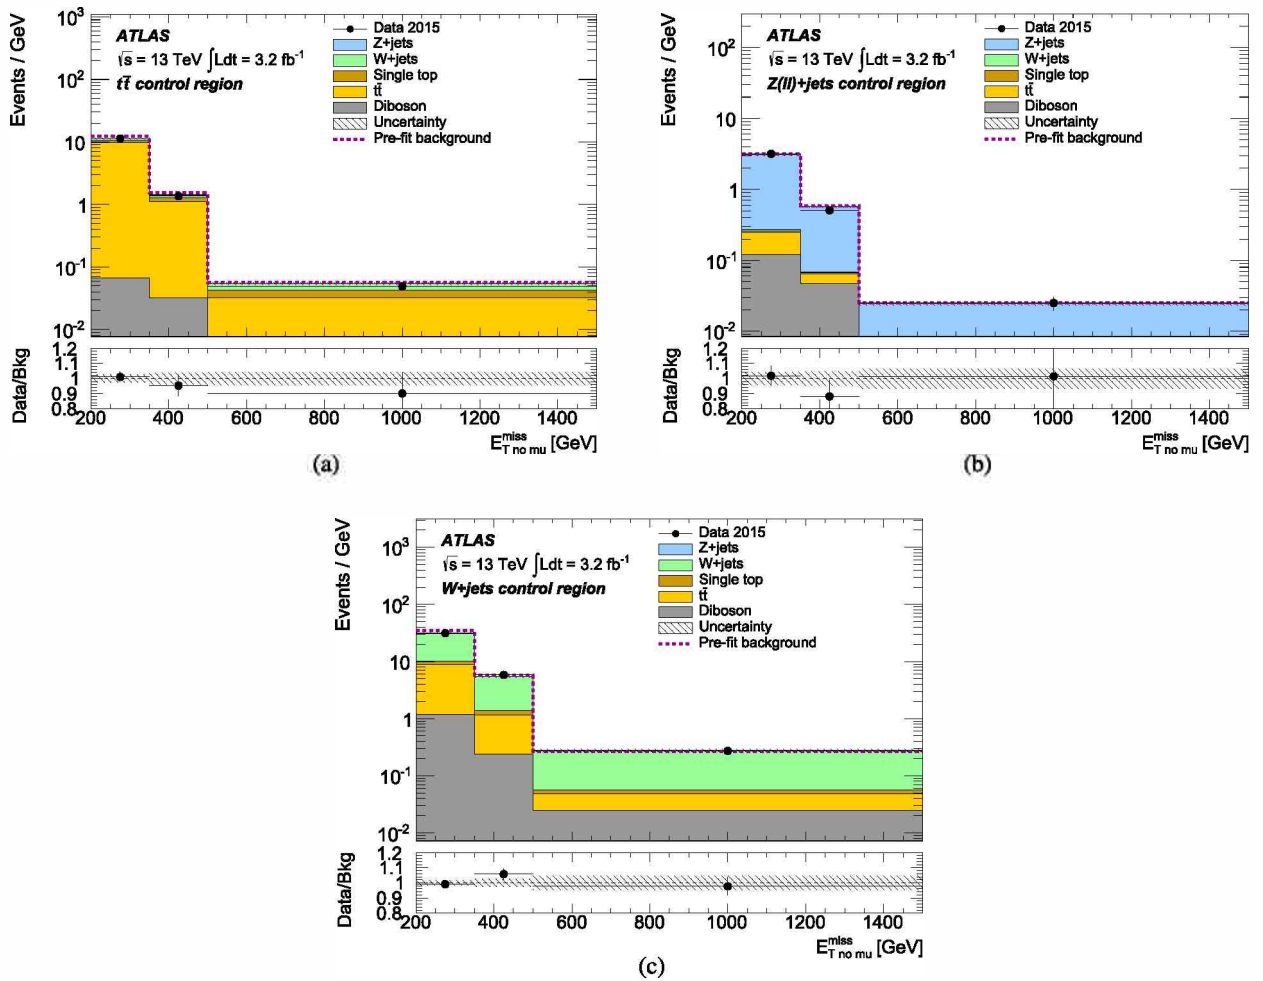 Events / GeV
10³
10²
10
1
10⁻¹
10⁻²
ATLAS
√s = 13 TeV ∫Ldt = 3.2 fb⁻¹
tt̄ control region
Data 2015
Z+jets
W+jets
Single top
tt̄
Diboson
Uncertainty
Pre-fit background
Data/Bkg
1.2
1.1
1
0.9
0.8
200 400 600 800 1000 1200 1400
E_T no mu^miss [GeV]
(a)
Events / GeV
10²
10
1
10⁻¹
10⁻²
ATLAS
√s = 13 TeV ∫Ldt = 3.2 fb⁻¹
Z(ll)+jets control region
Data 2015
Z+jets
W+jets
Single top
tt̄
Diboson
Uncertainty
Pre-fit background
Data/Bkg
1.2
1.1
1
0.9
0.8
200 400 600 800 1000 1200 1400
E_T no mu^miss [GeV]
(b)
Events / GeV
10³
10²
10
1
10⁻¹
10⁻²
ATLAS
√s = 13 TeV ∫Ldt = 3.2 fb⁻¹
W+jets control region
Data 2015
Z+jets
W+jets
Single top
tt̄
Diboson
Uncertainty
Pre-fit background
Data/Bkg
1.2
1.1
1
0.9
0.8
200 400 600 800 1000 1200 1400
E_T no mu^miss [GeV]
(c)